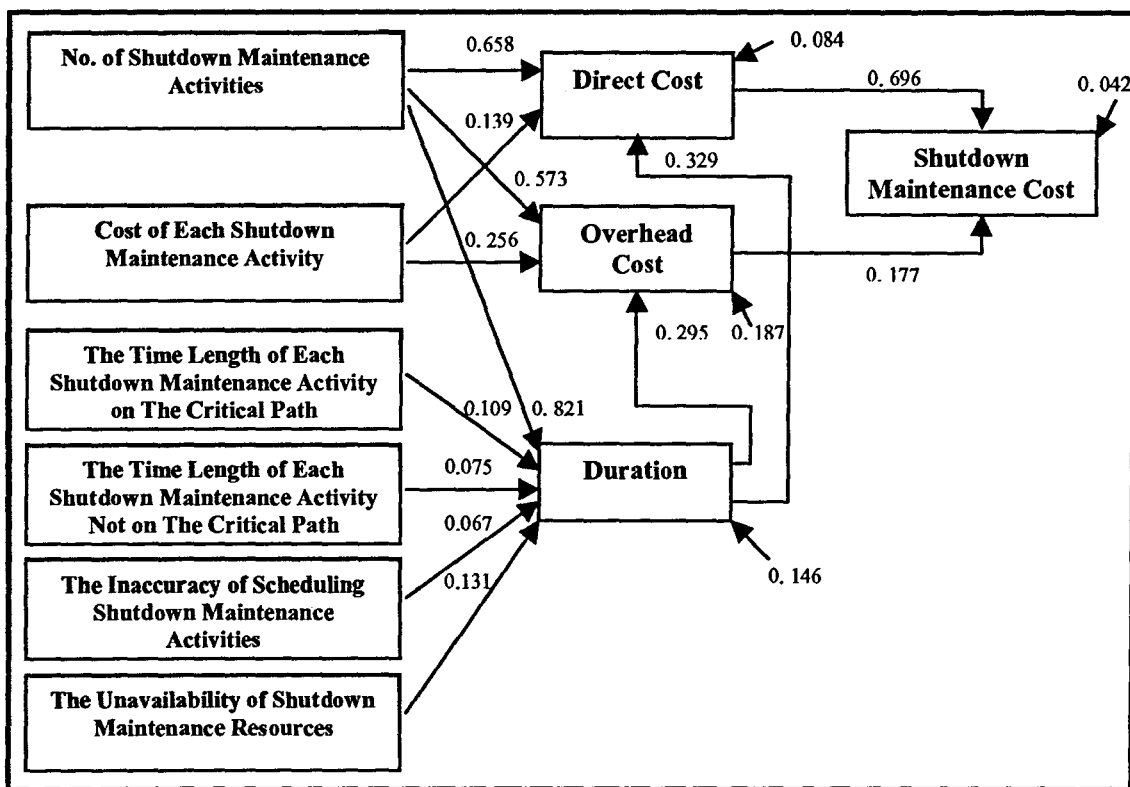 No. of Shutdown Maintenance
Activities
Cost of Each Shutdown
Maintenance Activity
The Time Length of Each
Shutdown Maintenance Activity
on The Critical Path
The Time Length of Each
Shutdown Maintenance Activity
Not on The Critical Path
The Inaccuracy of Scheduling
Shutdown Maintenance
Activities
The Unavailability of Shutdown
Maintenance Resources
0.658
0.139
0.573
0.256
0.109
0.821
0.075
0.067
0.131
Direct Cost
0.084
0.329
Overhead
Cost
0.295
0.187
Duration
0.146
0.696
0.177
0.042
Shutdown
Maintenance Cost